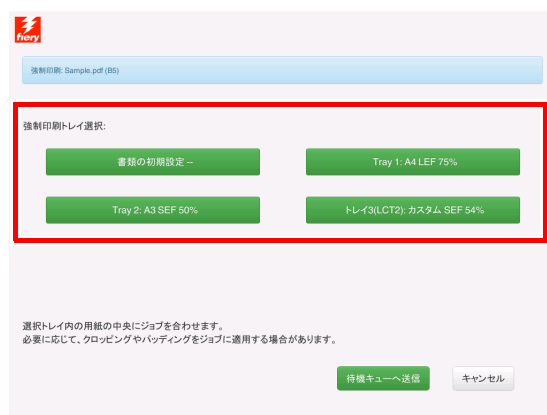 fiery
強制印刷: Sample.pdf (B5)
強制印刷トレイ選択:
書類の初期設定 --
Tray 1: A4 LEF 75%
Tray 2: A3 SEF 50%
トレイ3(LCT2): カスタム SEF 54%
選択トレイ内の用紙の中央にジョブを合わせます。
必要に応じて、クロッピングやパッディングをジョブに適用する場合があります。
待機キューへ送信
キャンセル